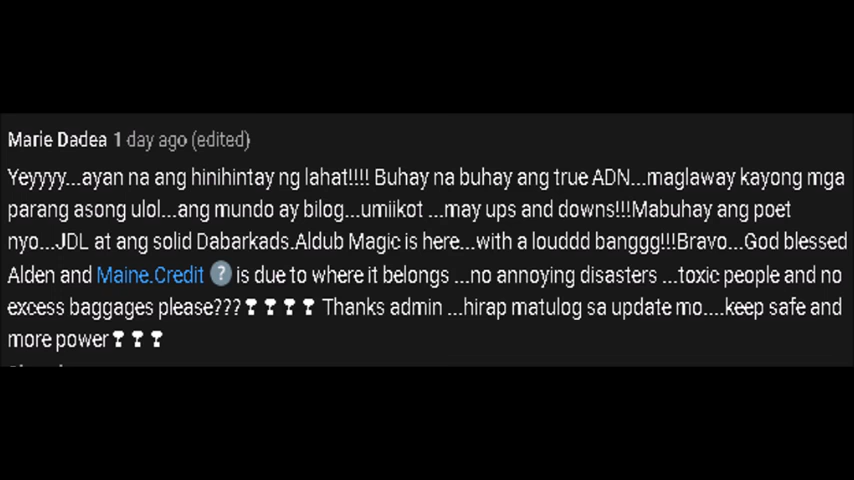 Marie Dadea 1 day ago (edited)
Yeyyyy...ayan na ang hinihintay ng lahat!!!! Buhay na buhay ang true ADN...maglaway kayong mga
parang asong ulol...ang mundo ay bilog...umiikot ...may ups and downs!!!Mabuhay ang poet
nyo...JDL at ang solid Dabarkads.Aldub Magic is here...with a louddd banggg!!!Bravo...God blessed
Alden and Maine.Credit ? is due to where it belongs ...no annoying disasters ...toxic people and no
excess baggages please???❣❣❣❣ Thanks admin ...hirap matulog sa update mo....keep safe and
more power❣❣❣